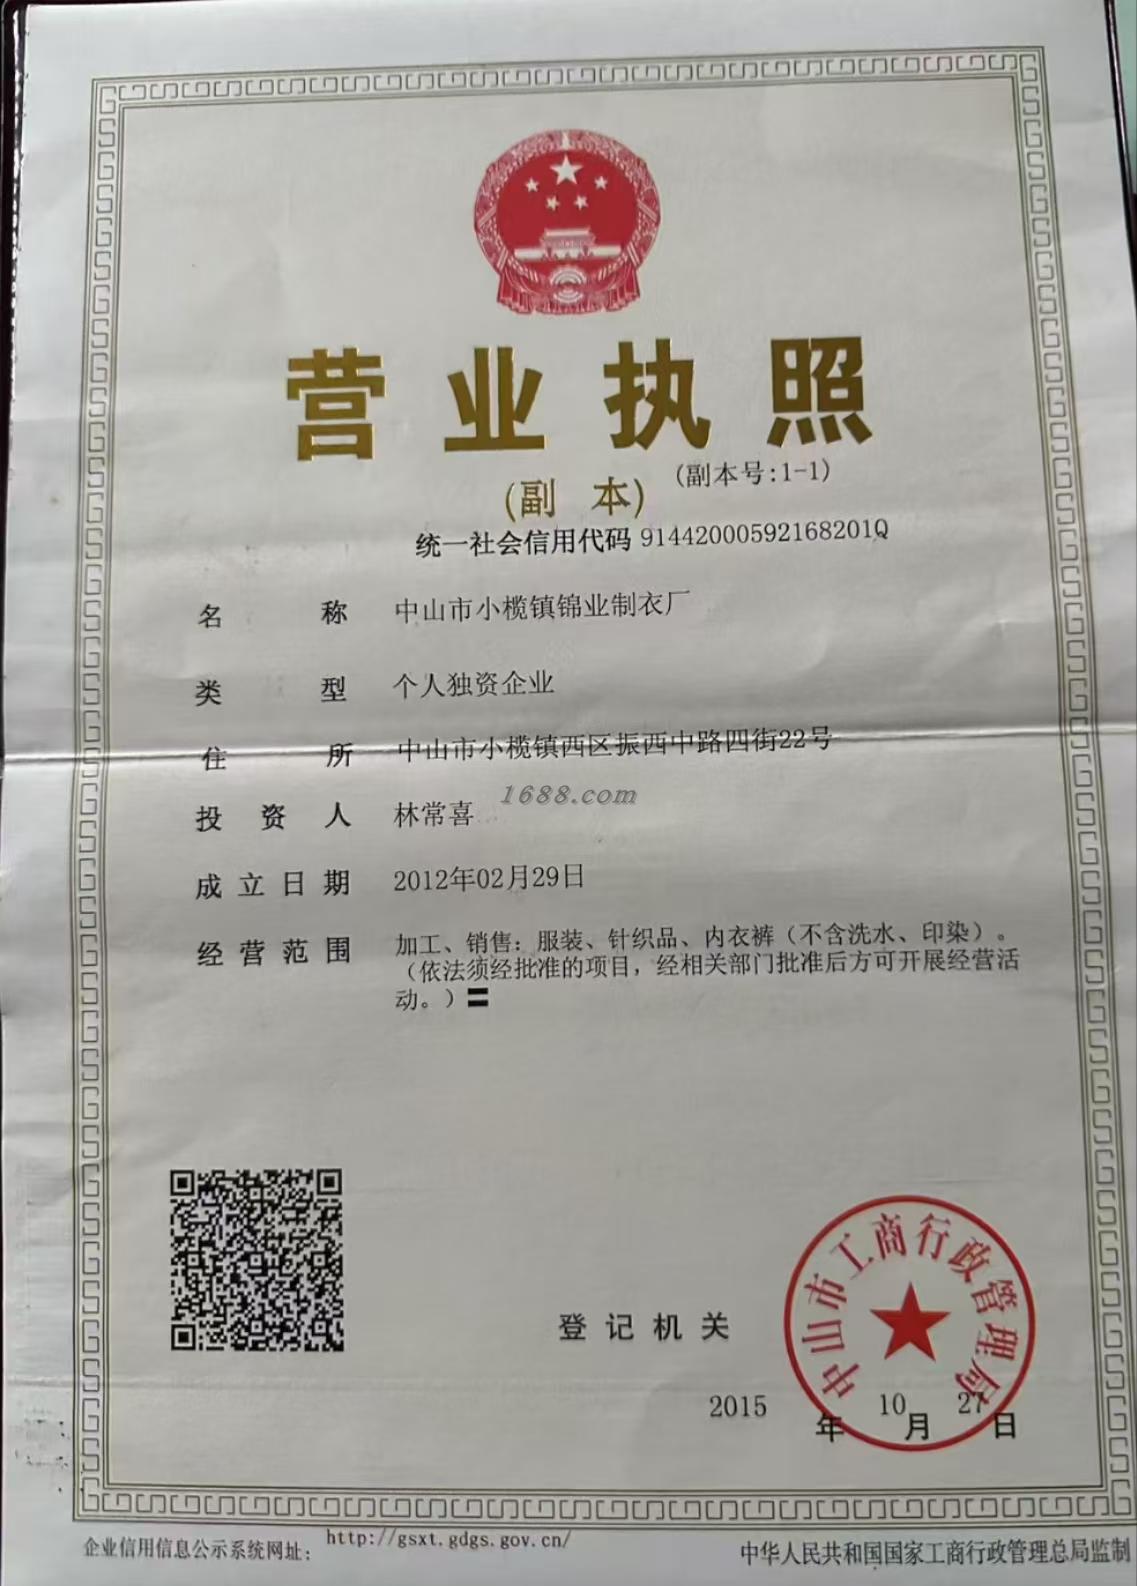 营业执照
(副 本)
(副本号:1-1)
统一社会信用代码 91442000592168201Q
名 称 中山市小榄镇锦业制衣厂
类 型 个人独资企业
住 所 中山市小榄镇西区振西中路四街22号
1688.com
投 资 人 林常喜
成 立 日 期 2012年02月29日
经 营 范 围 加工、销售：服装、针织品、内衣裤（不含洗水、印染）。
（依法须经批准的项目，经相关部门批准后方可开展经营活
动。）〓
中山市工商行政管理局
登 记 机 关
2015 年 10 月 27 日
企业信用信息公示系统网址： http://gsxt.gdgs.gov.cn/
中华人民共和国国家工商行政管理总局监制